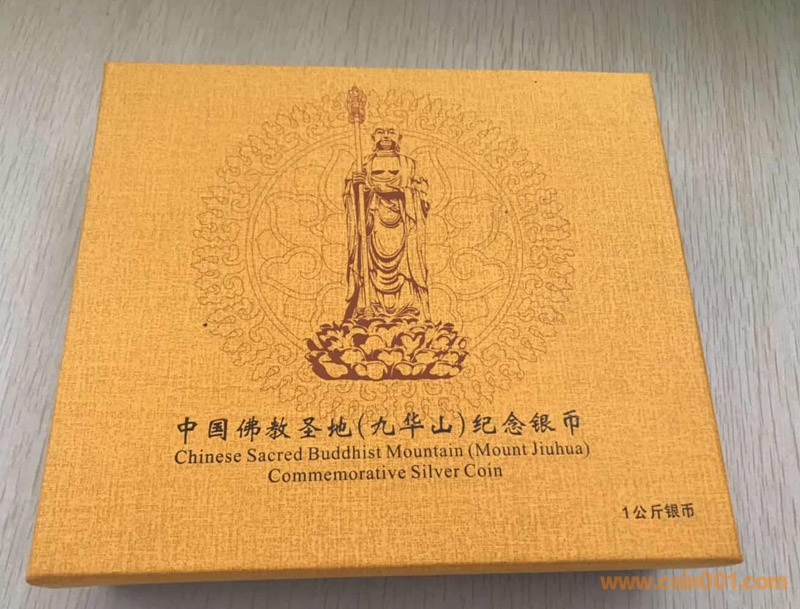 中国佛教圣地(九华山)纪念银币
Chinese Sacred Buddhist Mountain (Mount Jiuhua)
Commemorative Silver Coin
1公斤银币
www.coin001.com